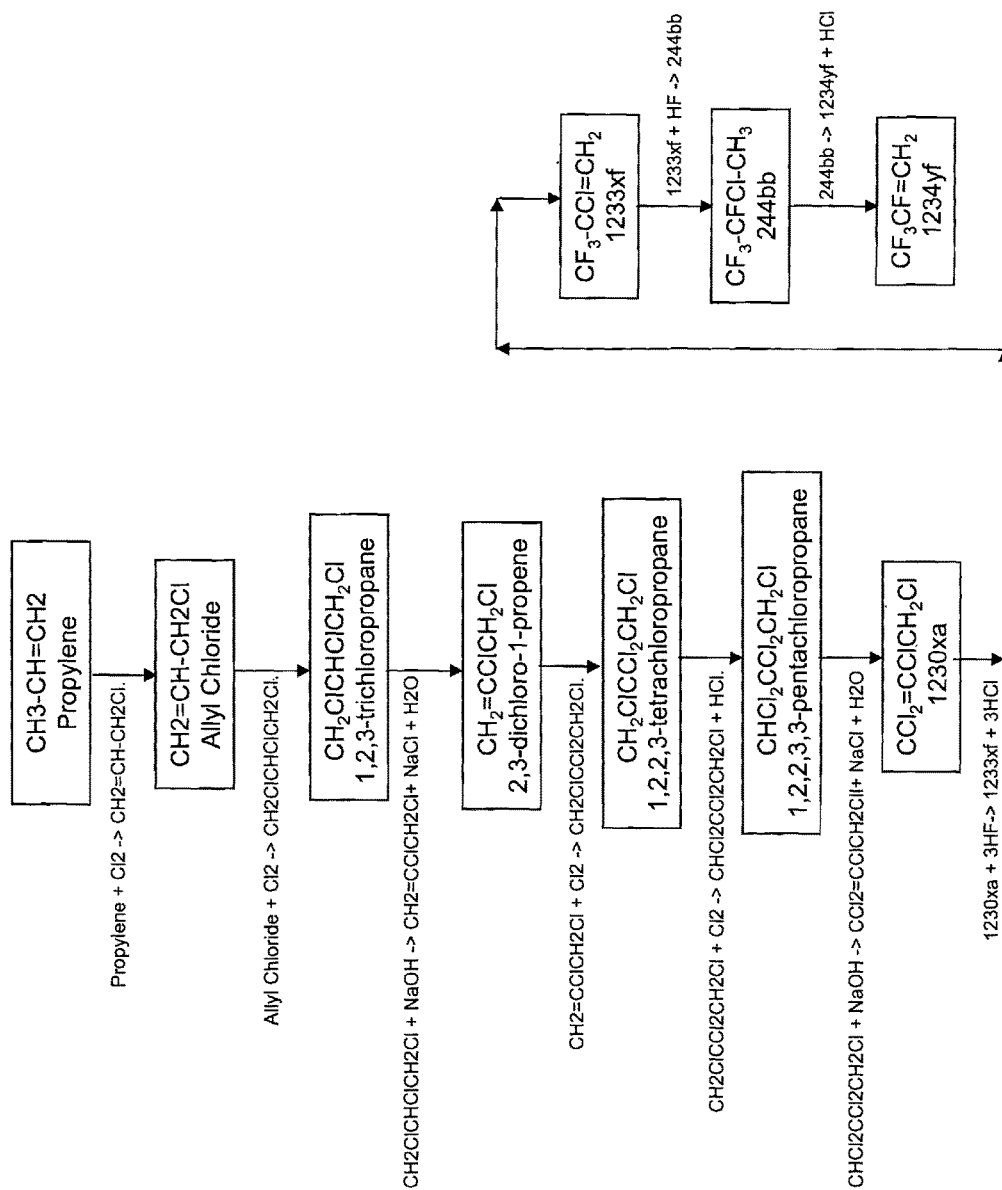 CH3-CH=CH2
Propylene
Propylene + Cl2 -> CH2=CH-CH2Cl.
CH2=CH-CH2Cl
Allyl Chloride
Allyl Chloride + Cl2 -> CH2ClCHClCH2Cl.
CH₂ClCHClCH₂Cl
1,2,3-trichloropropane
CH2ClCHClCH2Cl + NaOH -> CH2=CClCH2Cl+ NaCl + H2O
CH₂=CClCH₂Cl
2,3-dichloro-1-propene
CH2=CClCH2Cl + Cl2 -> CH2ClCCl2CH2Cl.
CH₂ClCCl₂CH₂Cl
1,2,2,3-tetrachloropropane
CH2ClCCl2CH2Cl + Cl2 -> CHCl2CCl2CH2Cl + HCl.
CHCl₂CCl₂CH₂Cl
1,2,2,3,3-pentachloropropane
CHCl2CCl2CH2Cl + NaOH -> CCl2=CClCH2Cll+ NaCl + H2O
CCl₂=CClCH₂Cl
1230xa
1230xa + 3HF-> 1233xf + 3HCl
CF₃-CCl=CH₂
1233xf
1233xf + HF -> 244bb
CF₃-CFCl-CH₃
244bb
244bb -> 1234yf + HCl
CF₃CF=CH₂
1234yf